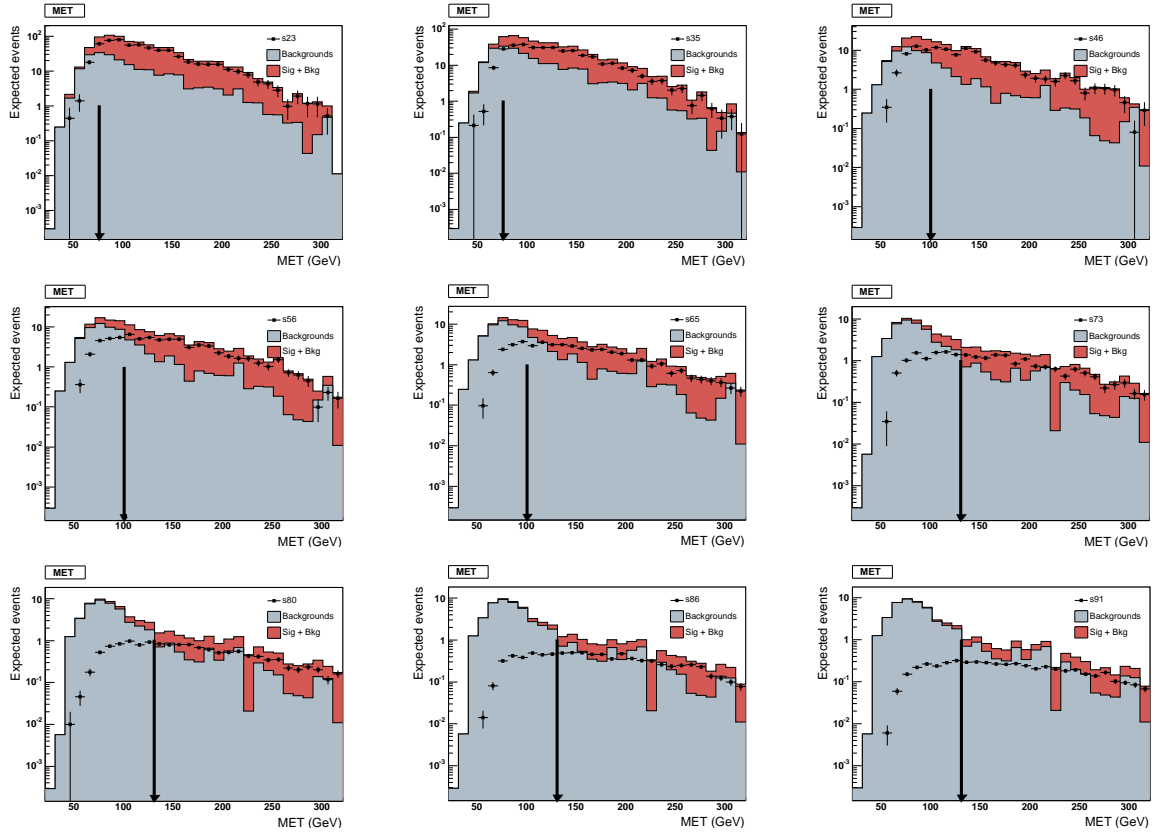 MET
Expected events
10²
10
1
10⁻¹
10⁻²
10⁻³
s23
Backgrounds
Sig + Bkg
50 100 150 200 250 300
MET (GeV)
MET
Expected events
10²
10
1
10⁻¹
10⁻²
10⁻³
s35
Backgrounds
Sig + Bkg
50 100 150 200 250 300
MET (GeV)
MET
Expected events
10
1
10⁻¹
10⁻²
10⁻³
s46
Backgrounds
Sig + Bkg
50 100 150 200 250 300
MET (GeV)
MET
Expected events
10
1
10⁻¹
10⁻²
10⁻³
s56
Backgrounds
Sig + Bkg
50 100 150 200 250 300
MET (GeV)
MET
Expected events
10
1
10⁻¹
10⁻²
10⁻³
s65
Backgrounds
Sig + Bkg
50 100 150 200 250 300
MET (GeV)
MET
Expected events
10
1
10⁻¹
10⁻²
10⁻³
s73
Backgrounds
Sig + Bkg
50 100 150 200 250 300
MET (GeV)
MET
Expected events
10
1
10⁻¹
10⁻²
10⁻³
s80
Backgrounds
Sig + Bkg
50 100 150 200 250 300
MET (GeV)
MET
Expected events
10
1
10⁻¹
10⁻²
10⁻³
s86
Backgrounds
Sig + Bkg
50 100 150 200 250 300
MET (GeV)
MET
Expected events
10
1
10⁻¹
10⁻²
10⁻³
s91
Backgrounds
Sig + Bkg
50 100 150 200 250 300
MET (GeV)